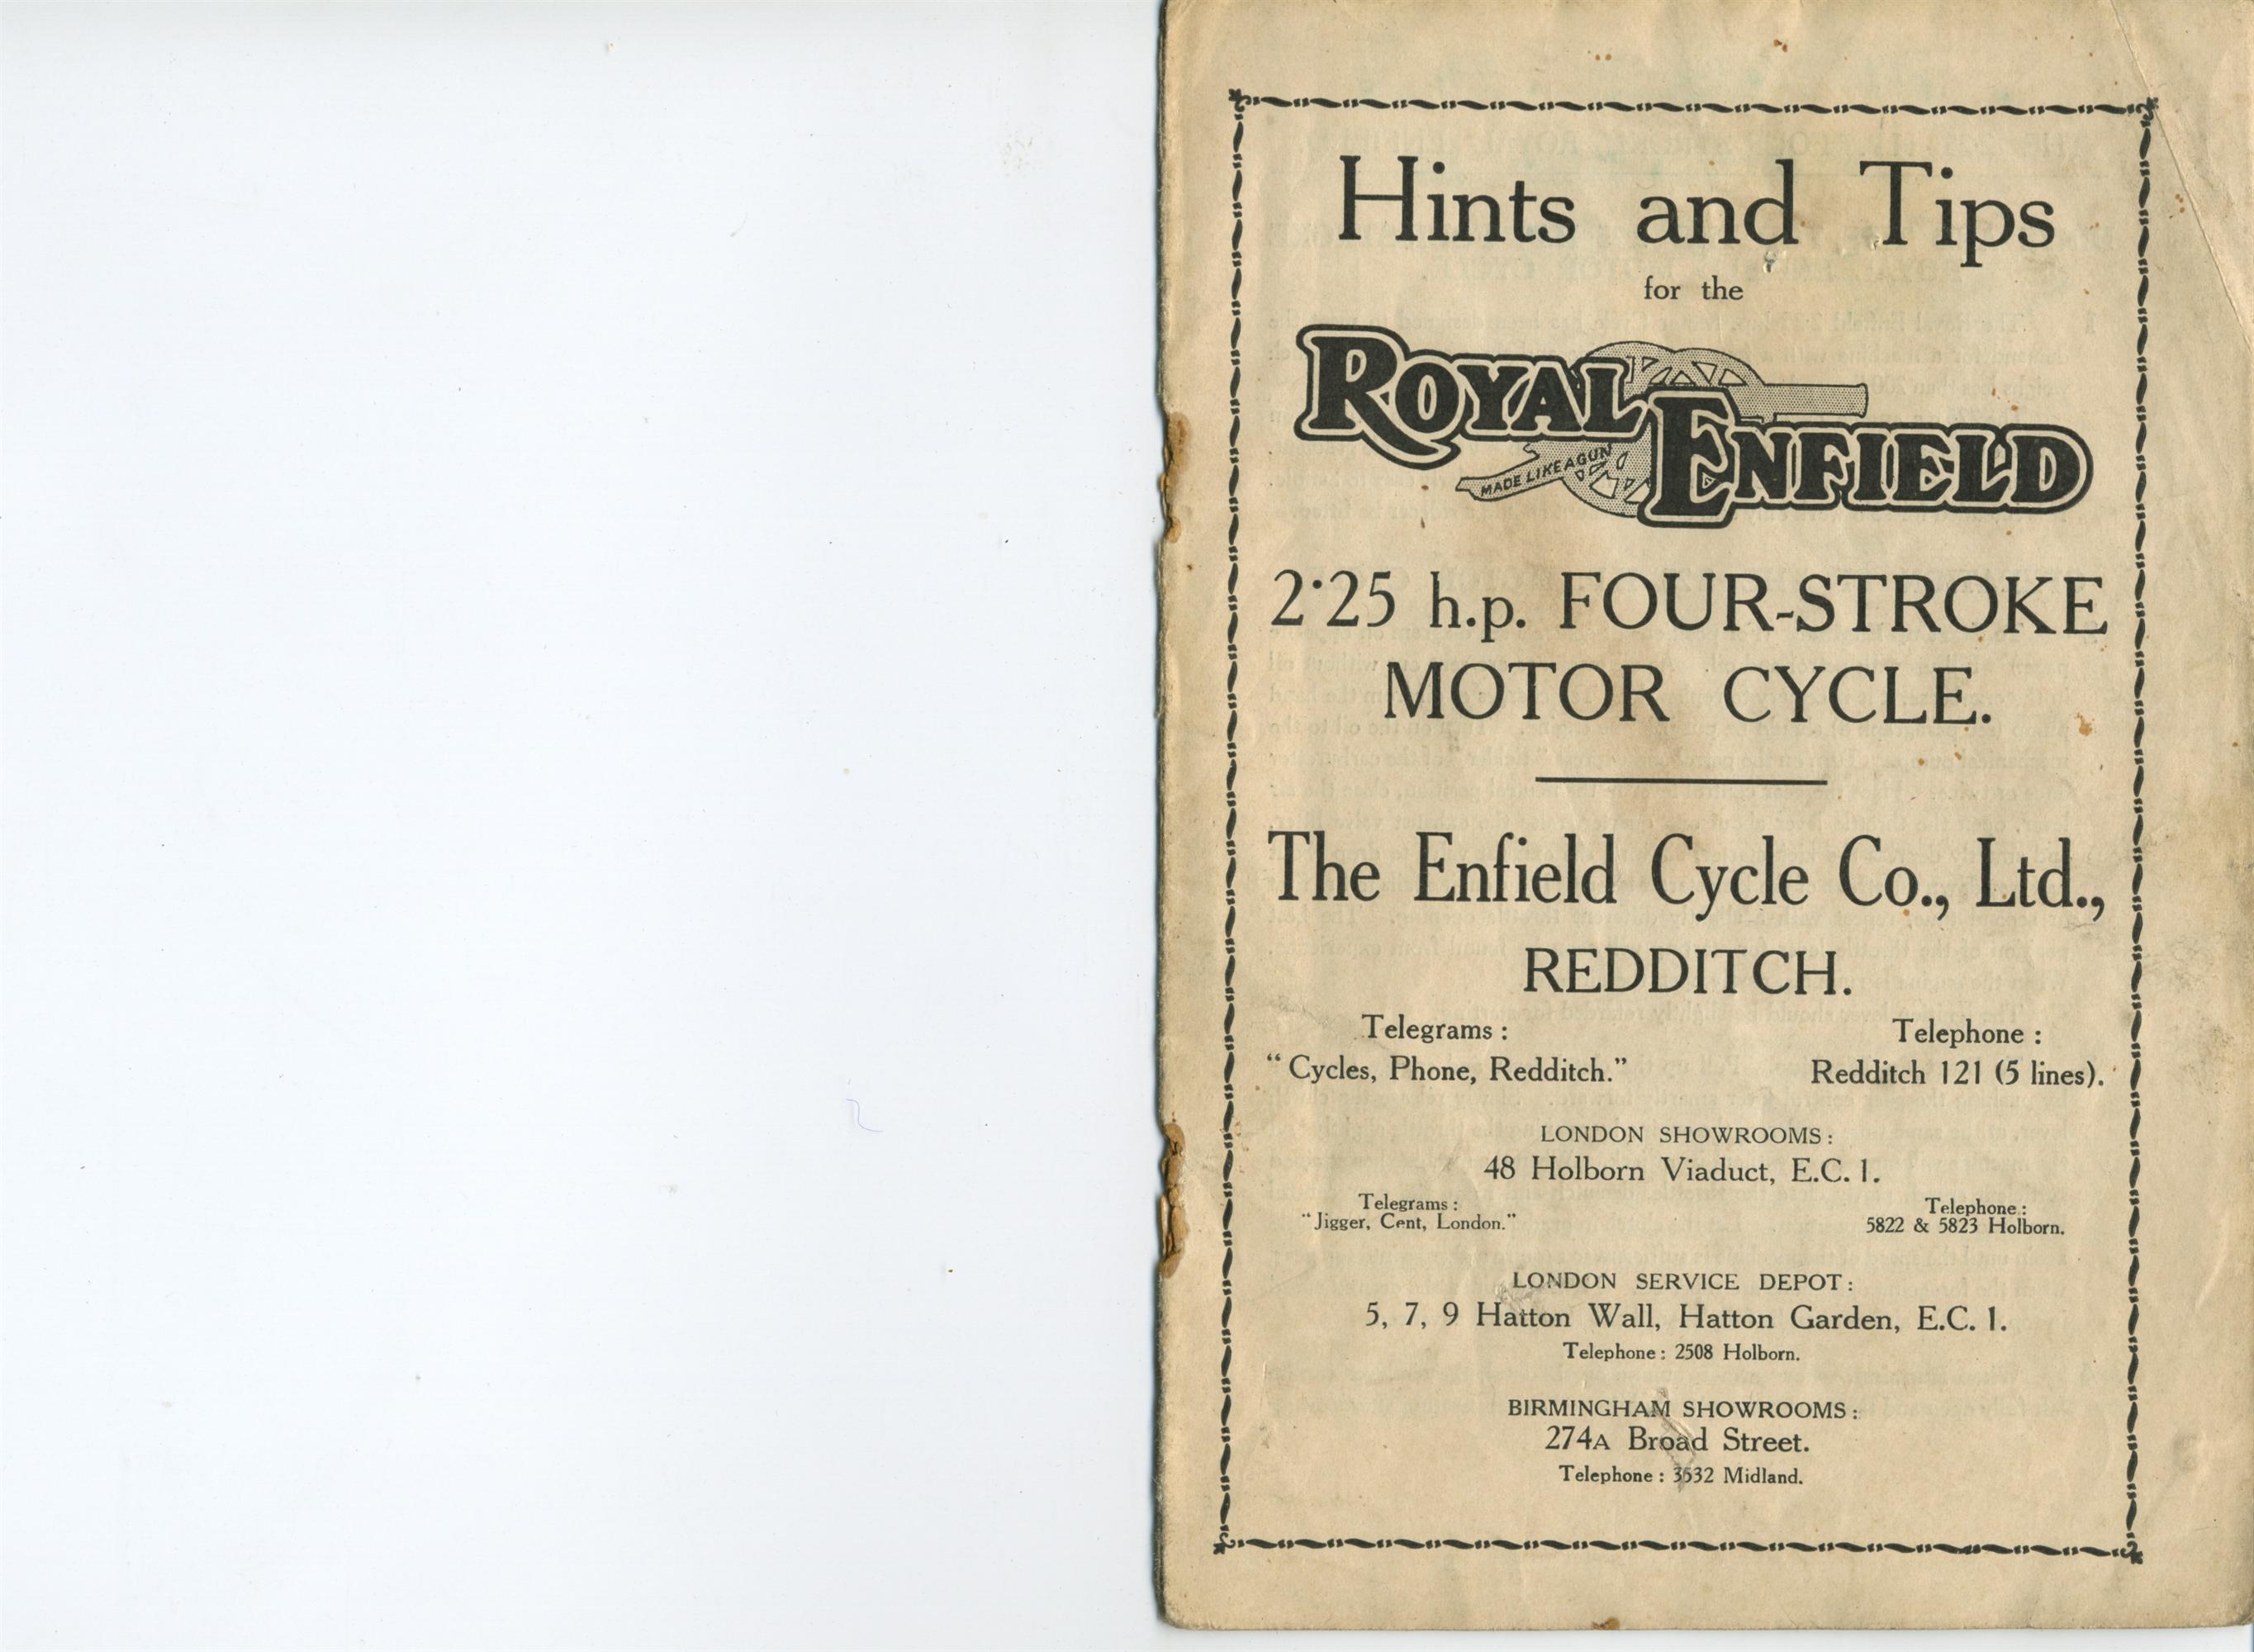 Hints and Tips
for the
ROYAL ENFIELD
MADE LIKE A GUN
2·25 h.p. FOUR-STROKE
MOTOR CYCLE.
The Enfield Cycle Co., Ltd.,
REDDITCH.
Telegrams :
"Cycles, Phone, Redditch."
Telephone :
Redditch 121 (5 lines).
LONDON SHOWROOMS :
48 Holborn Viaduct, E.C. 1.
Telegrams :
"Jigger, Cent, London."
Telephone :
5822 & 5823 Holborn.
LONDON SERVICE DEPOT :
5, 7, 9 Hatton Wall, Hatton Garden, E.C. 1.
Telephone : 2508 Holborn.
BIRMINGHAM SHOWROOMS :
274A Broad Street.
Telephone : 3532 Midland.